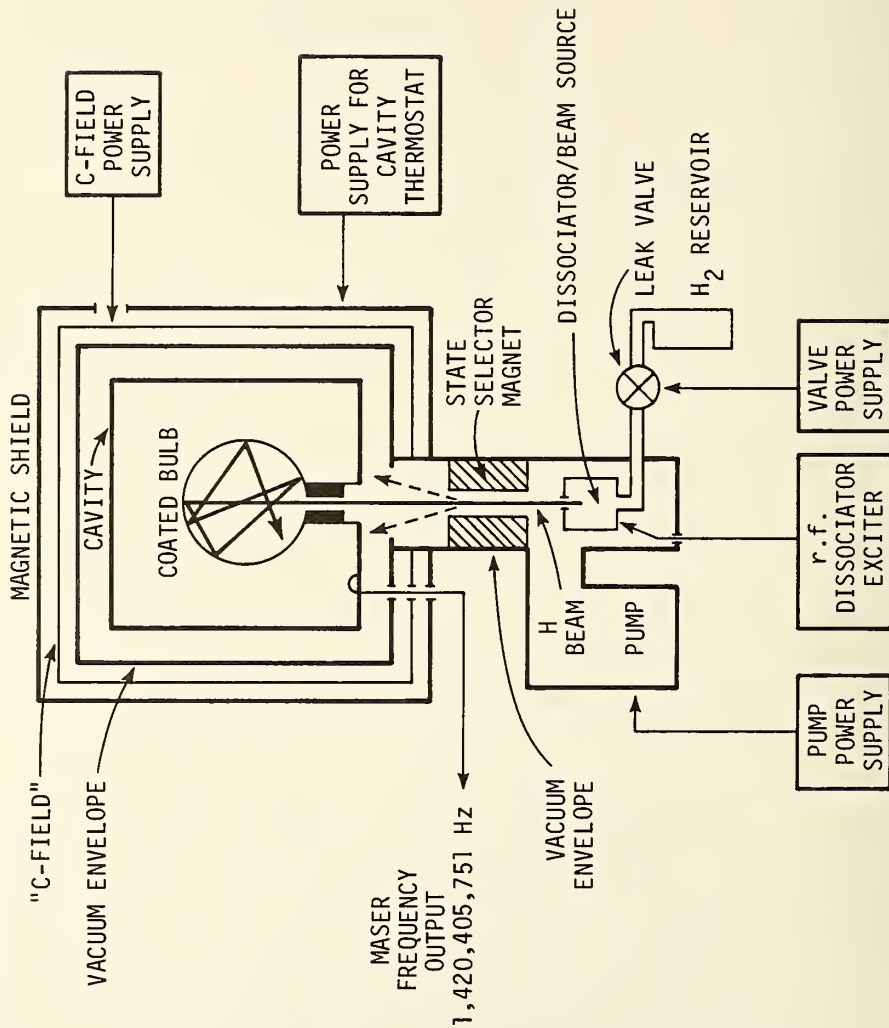 MAGNETIC SHIELD
"C-FIELD"
VACUUM ENVELOPE
CAVITY
COATED BULB
C-FIELD
POWER
SUPPLY
POWER
SUPPLY FOR
CAVITY
THERMOSTAT
STATE
SELECTOR
MAGNET
DISSOCIATOR/BEAM SOURCE
LEAK VALVE
H2 RESERVOIR
MASER
FREQUENCY
OUTPUT
1,420,405,751 Hz
VACUUM
ENVELOPE
H
BEAM
PUMP
PUMP
POWER
SUPPLY
r.f.
DISSOCIATOR
EXCITER
VALVE
POWER
SUPPLY